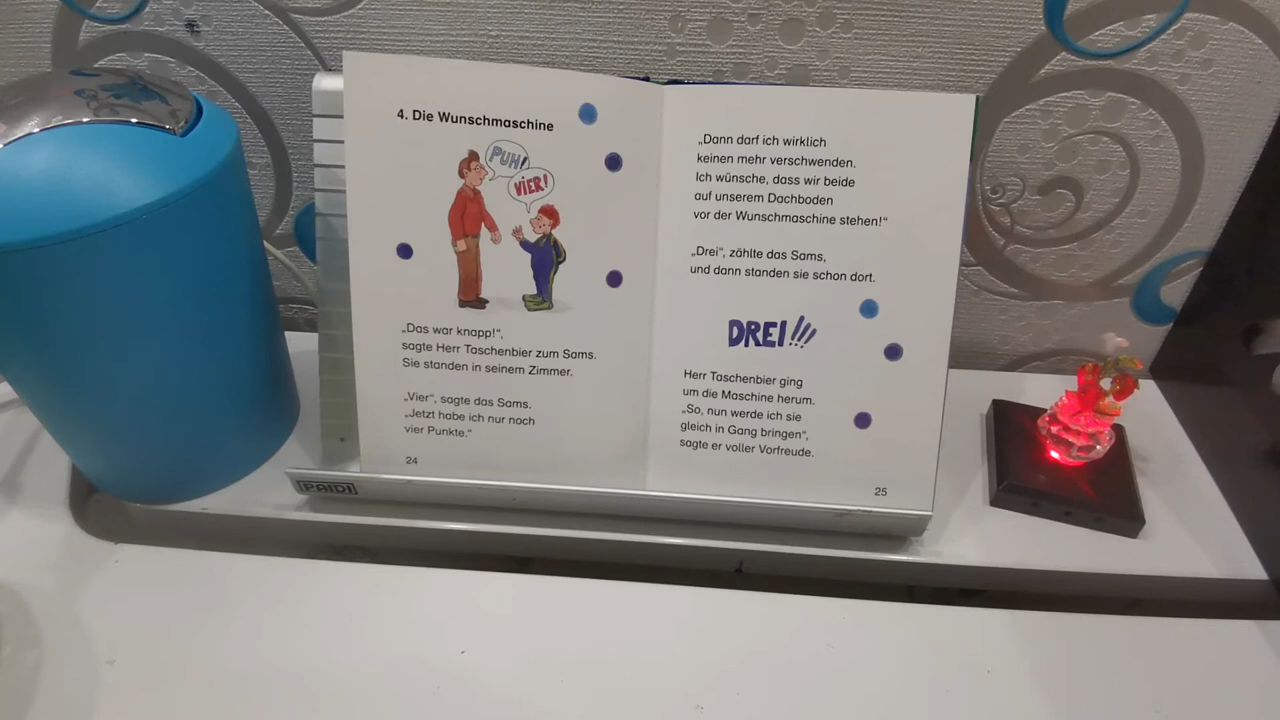 4. Die Wunschmaschine
PUH!
VIER!
„Das war knapp!“,
sagte Herr Taschenbier zum Sams.
Sie standen in seinem Zimmer.
„Vier“, sagte das Sams.
„Jetzt habe ich nur noch
vier Punkte.“
24
„Dann darf ich wirklich
keinen mehr verschwenden.
Ich wünsche, dass wir beide
auf unserem Dachboden
vor der Wunschmaschine stehen!“
„Drei“, zählte das Sams,
und dann standen sie schon dort.
DREI!!!
Herr Taschenbier ging
um die Maschine herum.
„So, nun werde ich sie
gleich in Gang bringen“,
sagte er voller Vorfreude.
25
PAIDI